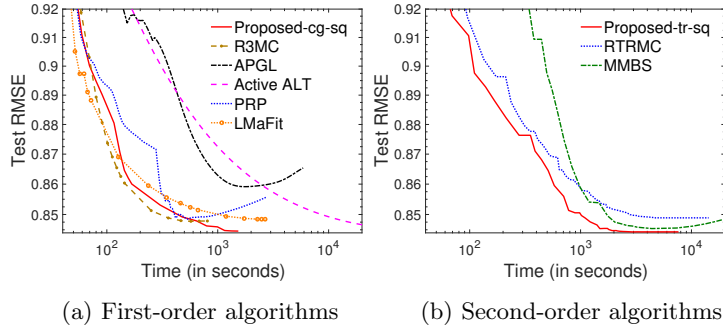 0.92
0.91
0.9
0.89
0.88
0.87
0.86
0.85
Test RMSE
Proposed-cg-sq
R3MC
APGL
Active ALT
PRP
LMaFit
10^2
10^3
10^4
Time (in seconds)
(a) First-order algorithms
0.92
0.91
0.9
0.89
0.88
0.87
0.86
0.85
Test RMSE
Proposed-tr-sq
RTRMC
MMBS
10^2
10^3
10^4
Time (in seconds)
(b) Second-order algorithms